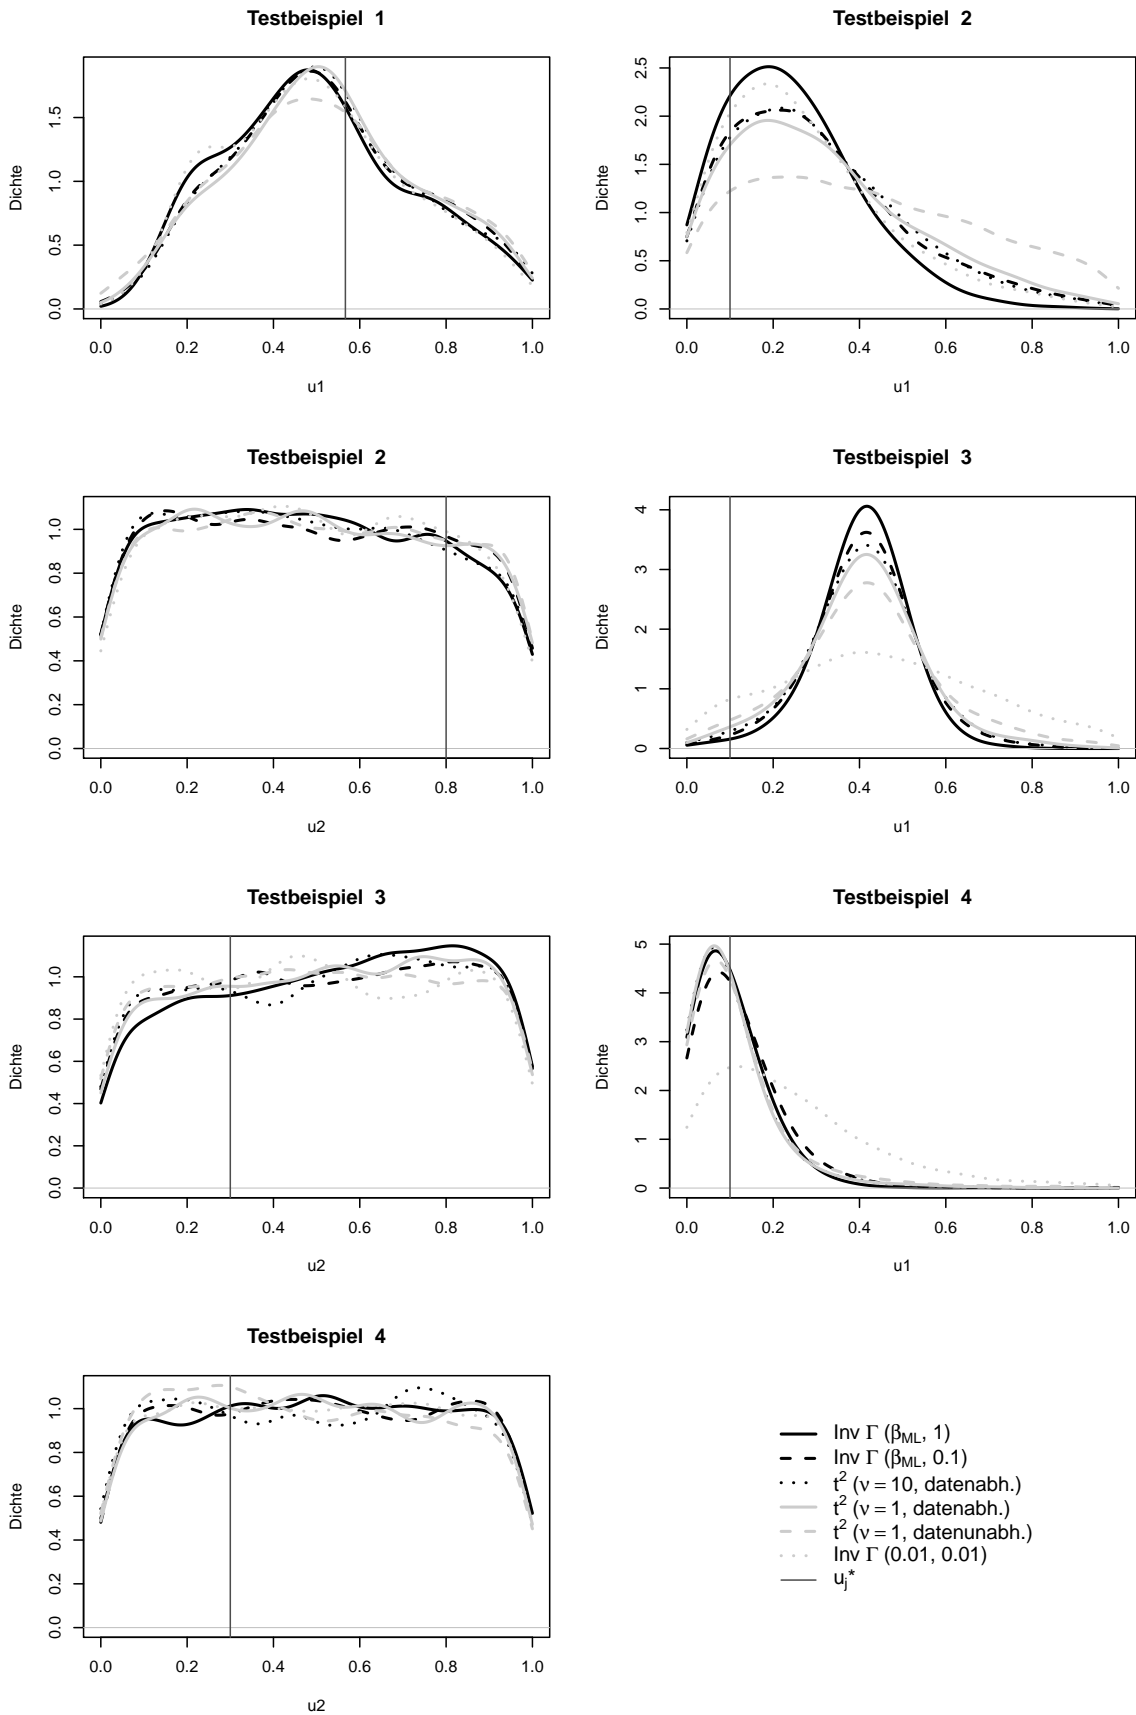 Testbeispiel 1
Dichte
0.0 0.5 1.0 1.5
0.0 0.2 0.4 0.6 0.8 1.0
u1
Testbeispiel 2
Dichte
0.0 0.5 1.0 1.5 2.0 2.5
0.0 0.2 0.4 0.6 0.8 1.0
u1
Testbeispiel 2
Dichte
0.0 0.2 0.4 0.6 0.8 1.0
0.0 0.2 0.4 0.6 0.8 1.0
u2
Testbeispiel 3
Dichte
0 1 2 3 4
0.0 0.2 0.4 0.6 0.8 1.0
u1
Testbeispiel 3
Dichte
0.0 0.2 0.4 0.6 0.8 1.0
0.0 0.2 0.4 0.6 0.8 1.0
u2
Testbeispiel 4
Dichte
0 1 2 3 4 5
0.0 0.2 0.4 0.6 0.8 1.0
u1
Testbeispiel 4
Dichte
0.0 0.2 0.4 0.6 0.8 1.0
0.0 0.2 0.4 0.6 0.8 1.0
u2
Inv Γ (β_ML, 1)
Inv Γ (β_ML, 0.1)
t² (ν = 10, datenabh.)
t² (ν = 1, datenabh.)
t² (ν = 1, datenunabh.)
Inv Γ (0.01, 0.01)
u_j*